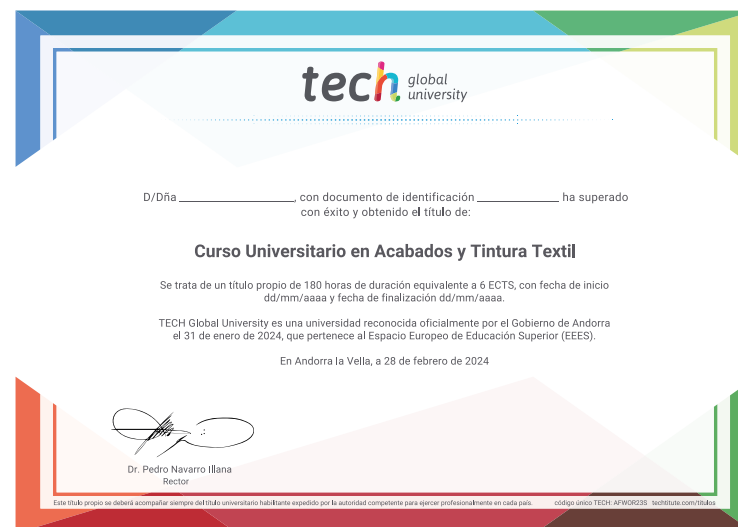 tech global university
D/Dña ____________________, con documento de identificación ______________ ha superado
con éxito y obtenido el título de:
Curso Universitario en Acabados y Tintura Textil
Se trata de un título propio de 180 horas de duración equivalente a 6 ECTS, con fecha de inicio
dd/mm/aaaa y fecha de finalización dd/mm/aaaa.
TECH Global University es una universidad reconocida oficialmente por el Gobierno de Andorra
el 31 de enero de 2024, que pertenece al Espacio Europeo de Educación Superior (EEES).
En Andorra la Vella, a 28 de febrero de 2024
Dr. Pedro Navarro Illana
Rector
Este título propio se deberá acompañar siempre del título universitario habilitante expedido por la autoridad competente para ejercer profesionalmente en cada país. código único TECH: AFWOR23S techtitute.com/títulos